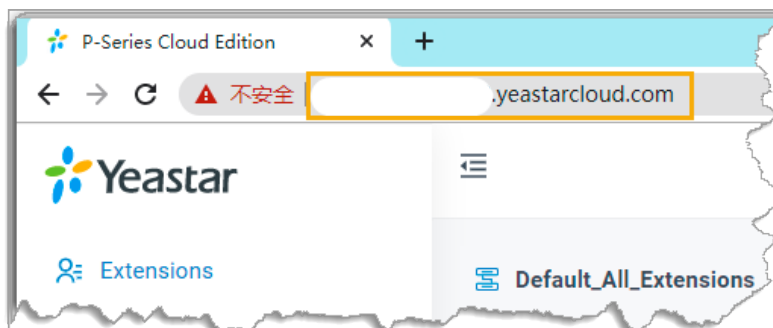 P-Series Cloud Edition
不安全 .yeastarcloud.com
Yeastar
Extensions
Default_All_Extensions